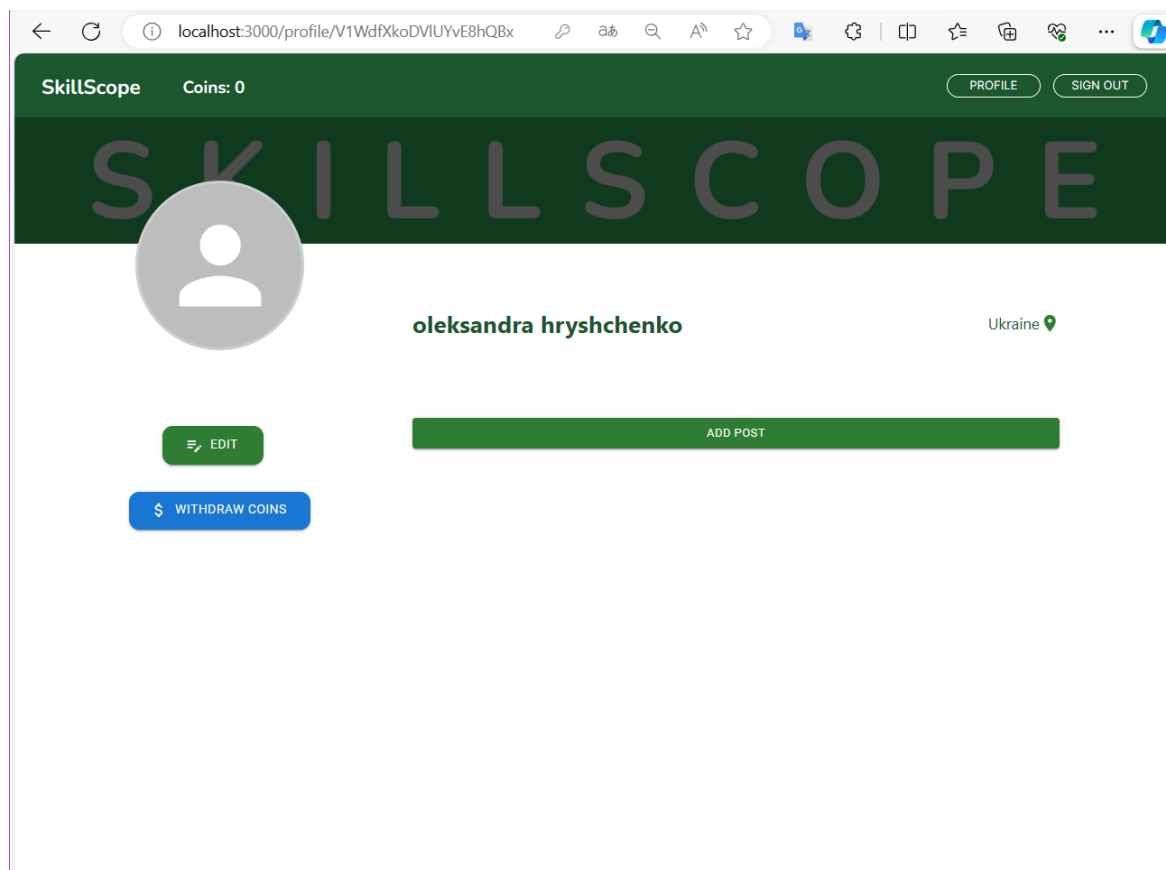 localhost:3000/profile/V1WdfXkoDVlUYvE8hQBx
SkillScope Coins: 0 PROFILE SIGN OUT
SKILLSCOPE
oleksandra hryshchenko Ukraine
ADD POST
EDIT
$ WITHDRAW COINS